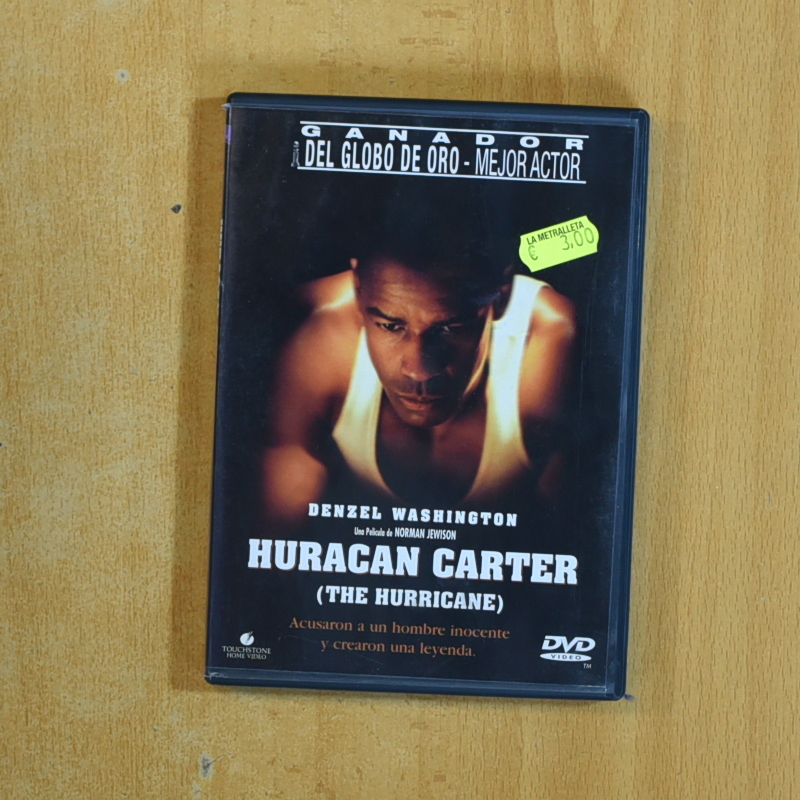 GANADOR
DEL GLOBO DE ORO - MEJOR ACTOR
LA METRALLETA
€ 3,00
DENZEL WASHINGTON
Una Película de NORMAN JEWISON
HURACAN CARTER
(THE HURRICANE)
Acusaron a un hombre inocente
y crearon una leyenda.
TOUCHSTONE
HOME VIDEO
DVD
VIDEO
TM